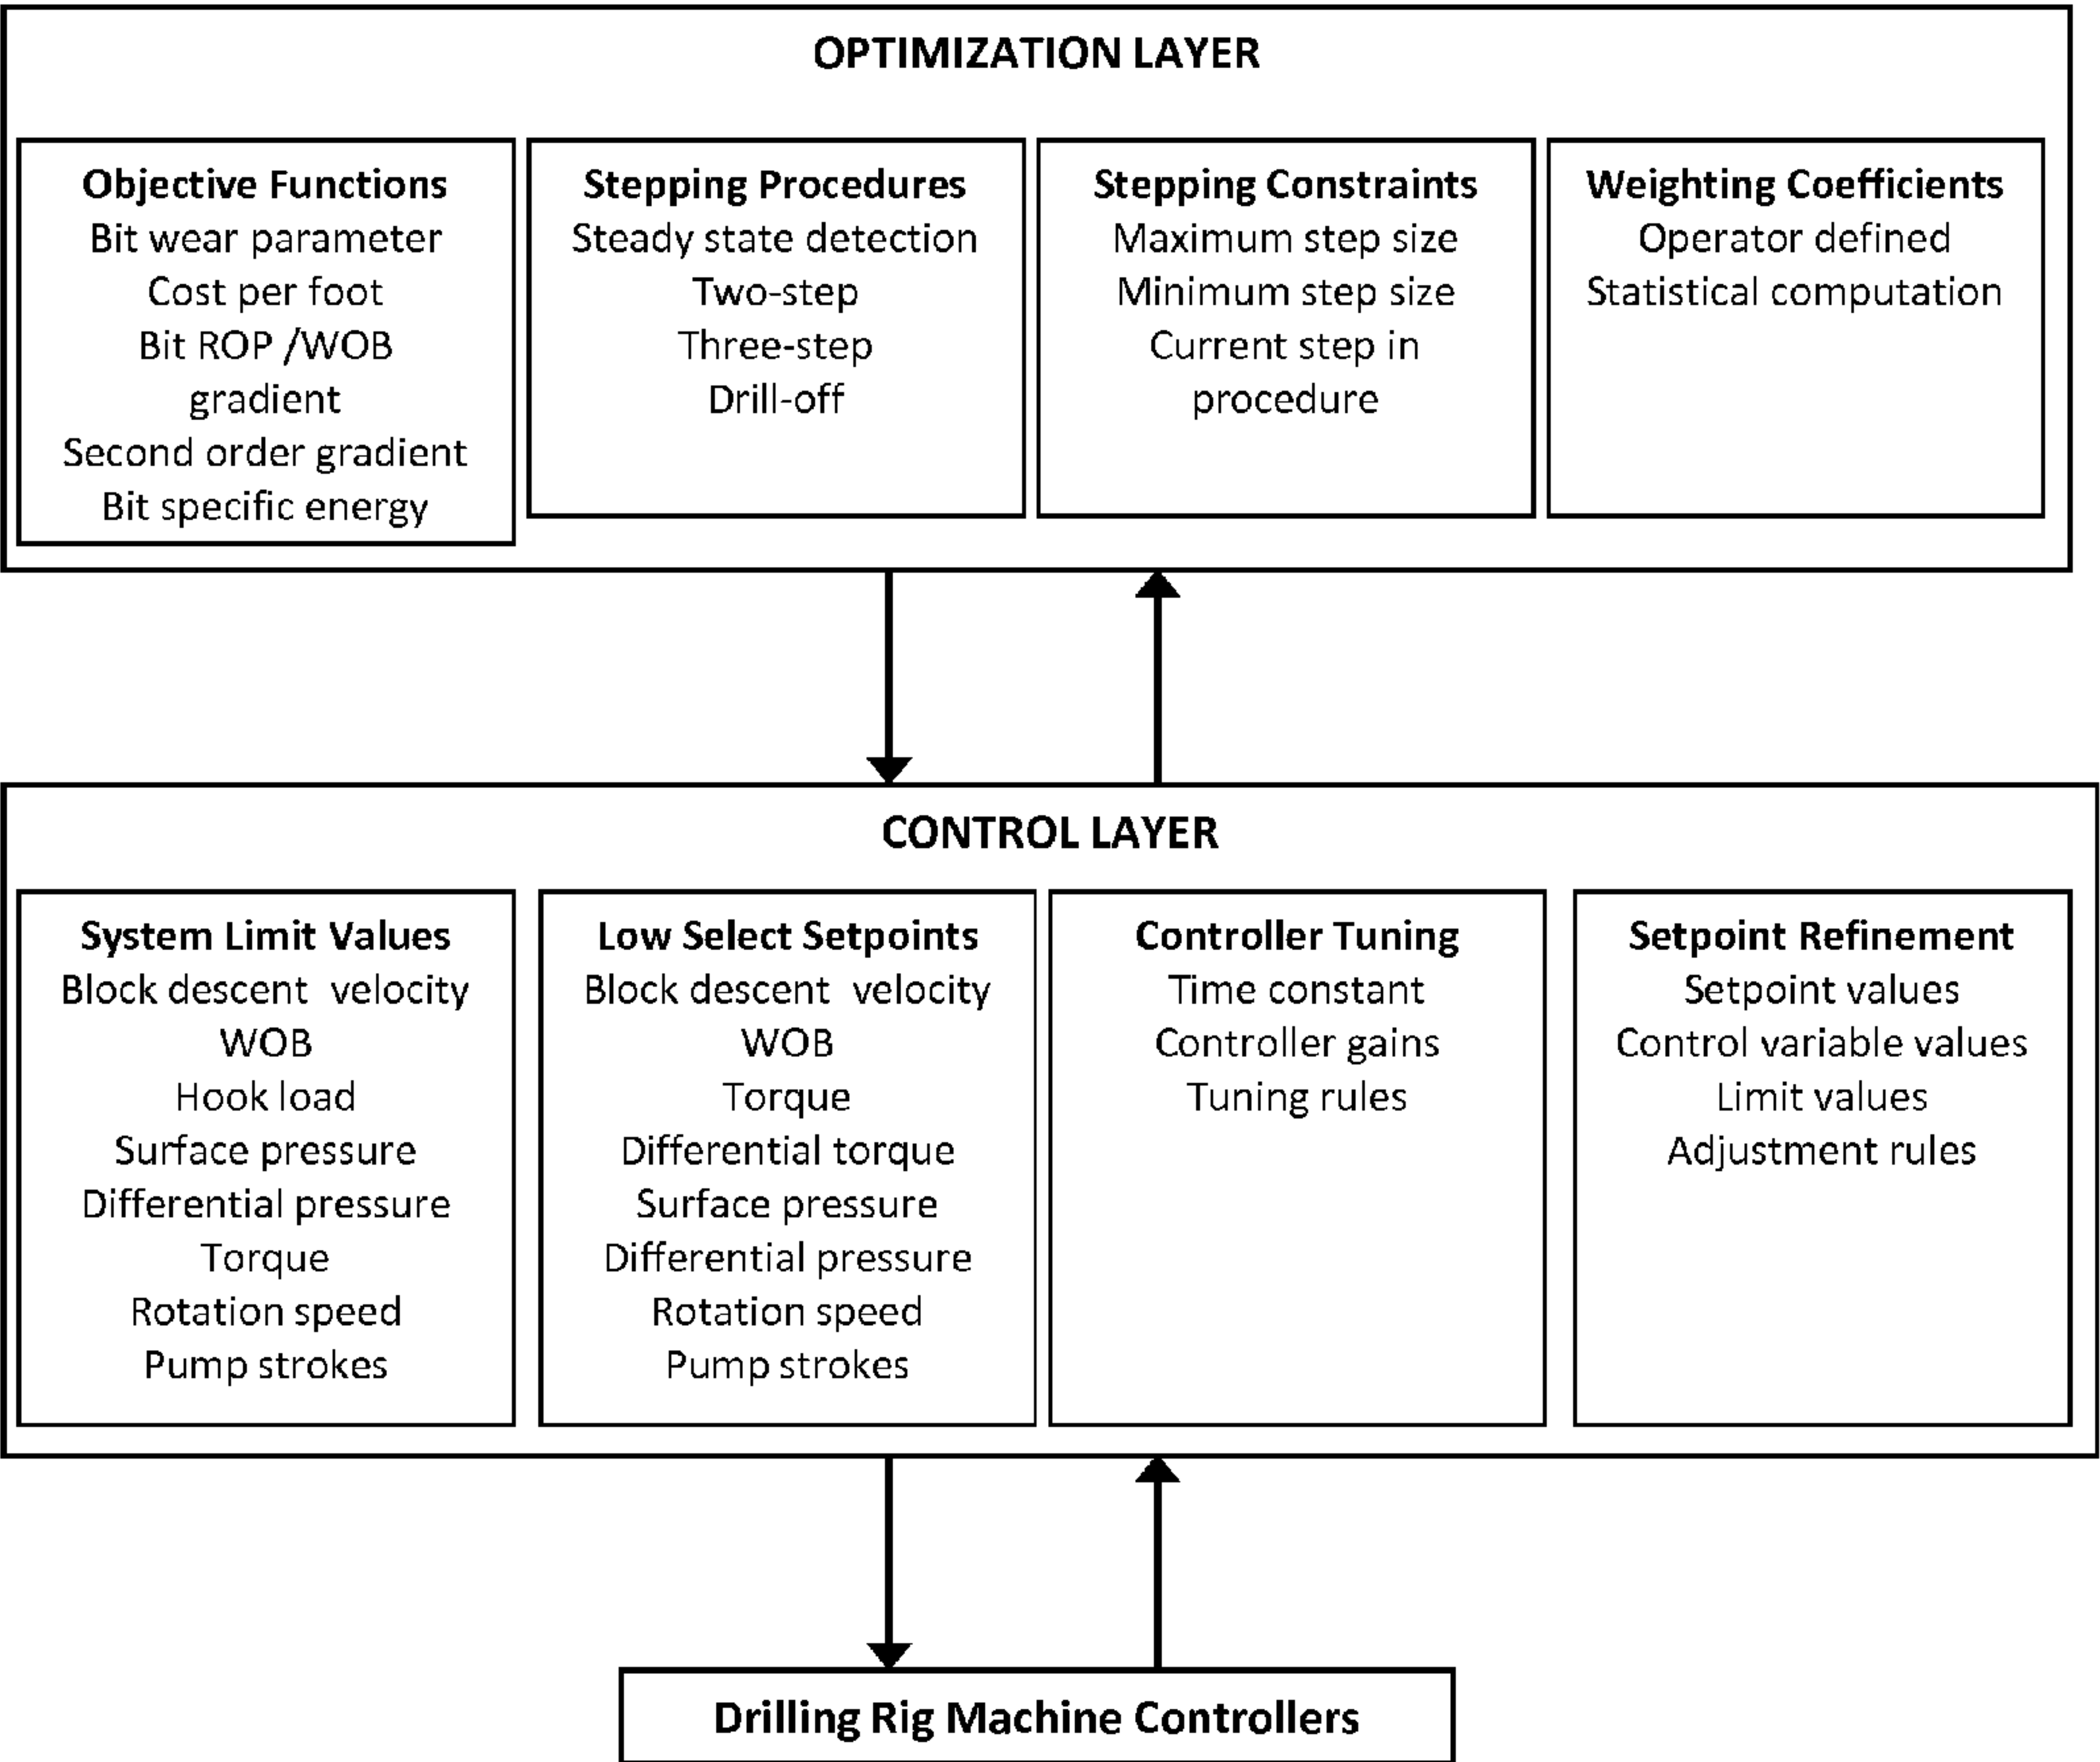 OPTIMIZATION LAYER
Objective Functions
Bit wear parameter
Cost per foot
Bit ROP /WOB
gradient
Second order gradient
Bit specific energy
Stepping Procedures
Steady state detection
Two-step
Three-step
Drill-off
Stepping Constraints
Maximum step size
Minimum step size
Current step in
procedure
Weighting Coefficients
Operator defined
Statistical computation
CONTROL LAYER
System Limit Values
Block descent velocity
WOB
Hook load
Surface pressure
Differential pressure
Torque
Rotation speed
Pump strokes
Low Select Setpoints
Block descent velocity
WOB
Torque
Differential torque
Surface pressure
Differential pressure
Rotation speed
Pump strokes
Controller Tuning
Time constant
Controller gains
Tuning rules
Setpoint Refinement
Setpoint values
Control variable values
Limit values
Adjustment rules
Drilling Rig Machine Controllers